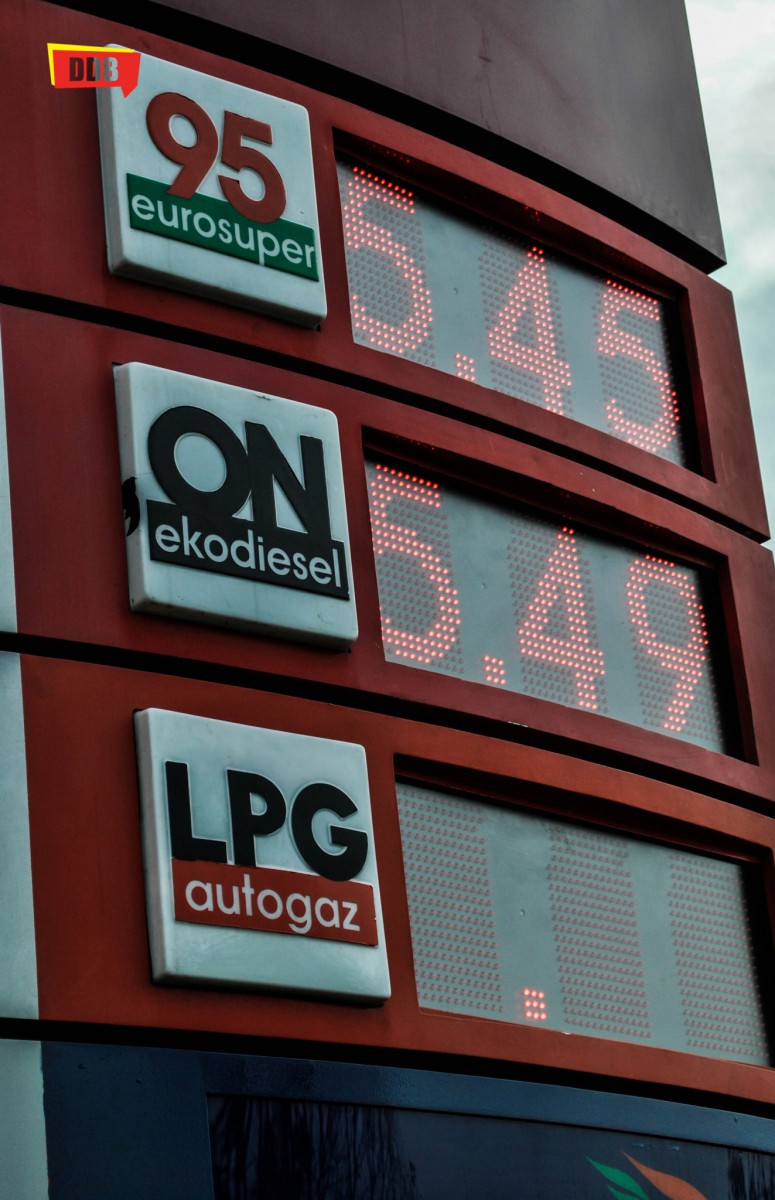 DDB
95
eurosuper
5.45
ON
ekodiesel
5.49
LPG
autogaz
.